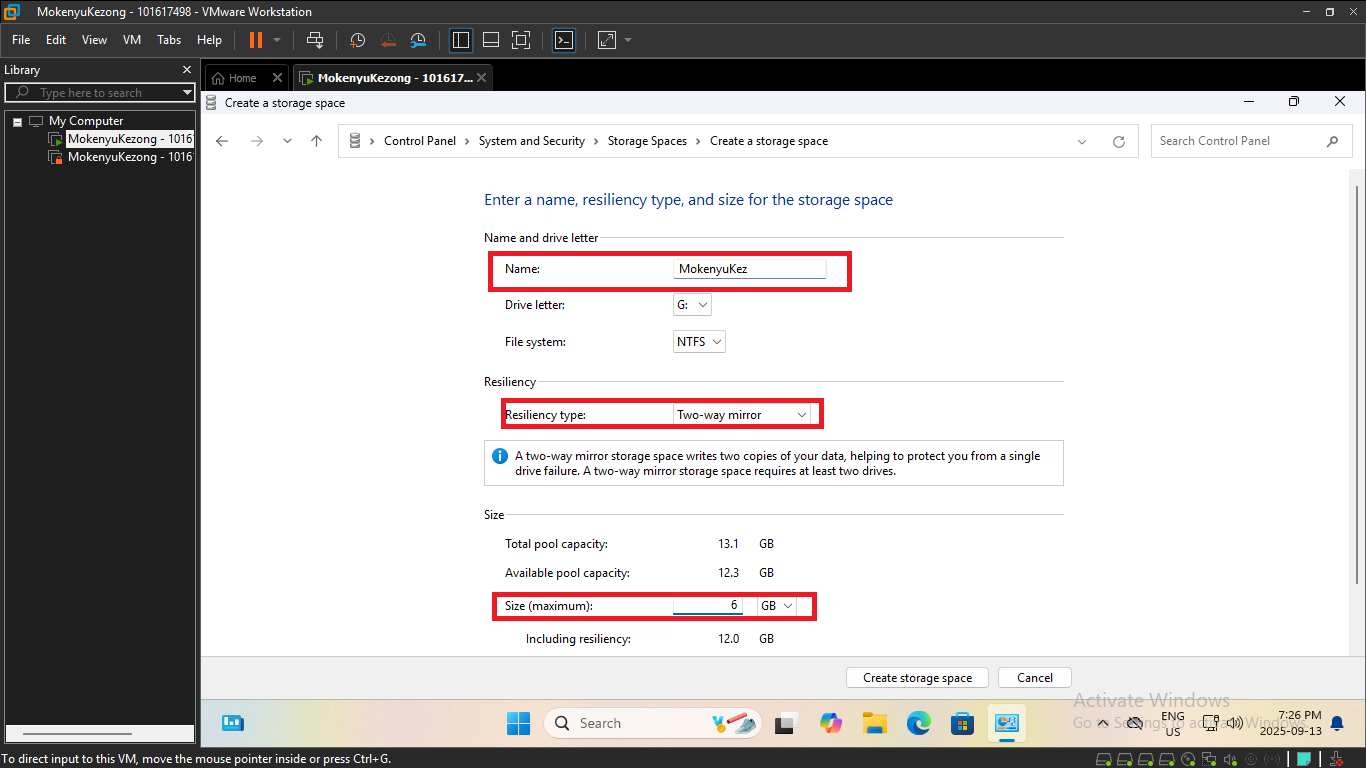 MokenyuKezong - 101617498 - VMware Workstation
File Edit View VM Tabs Help
Library
Home MokenyuKezong - 101617...
Type here to search
Create a storage space
My Computer
MokenyuKezong - 1016
MokenyuKezong - 1016
Control Panel System and Security Storage Spaces Create a storage space
Search Control Panel
Enter a name, resiliency type, and size for the storage space
Name and drive letter
Name: MokenyuKez
Drive letter: G:
File system: NTFS
Resiliency
Resiliency type: Two-way mirror
A two-way mirror storage space writes two copies of your data, helping to protect you from a single
drive failure. A two-way mirror storage space requires at least two drives.
Size
Total pool capacity: 13.1 GB
Available pool capacity: 12.3 GB
Size (maximum): 6 GB
Including resiliency: 12.0 GB
Create storage space Cancel
Activate Windows
Go to Settings to activate Windows.
Search
ENG
US
7:26 PM
2025-09-13
To direct input to this VM, move the mouse pointer inside or press Ctrl+G.